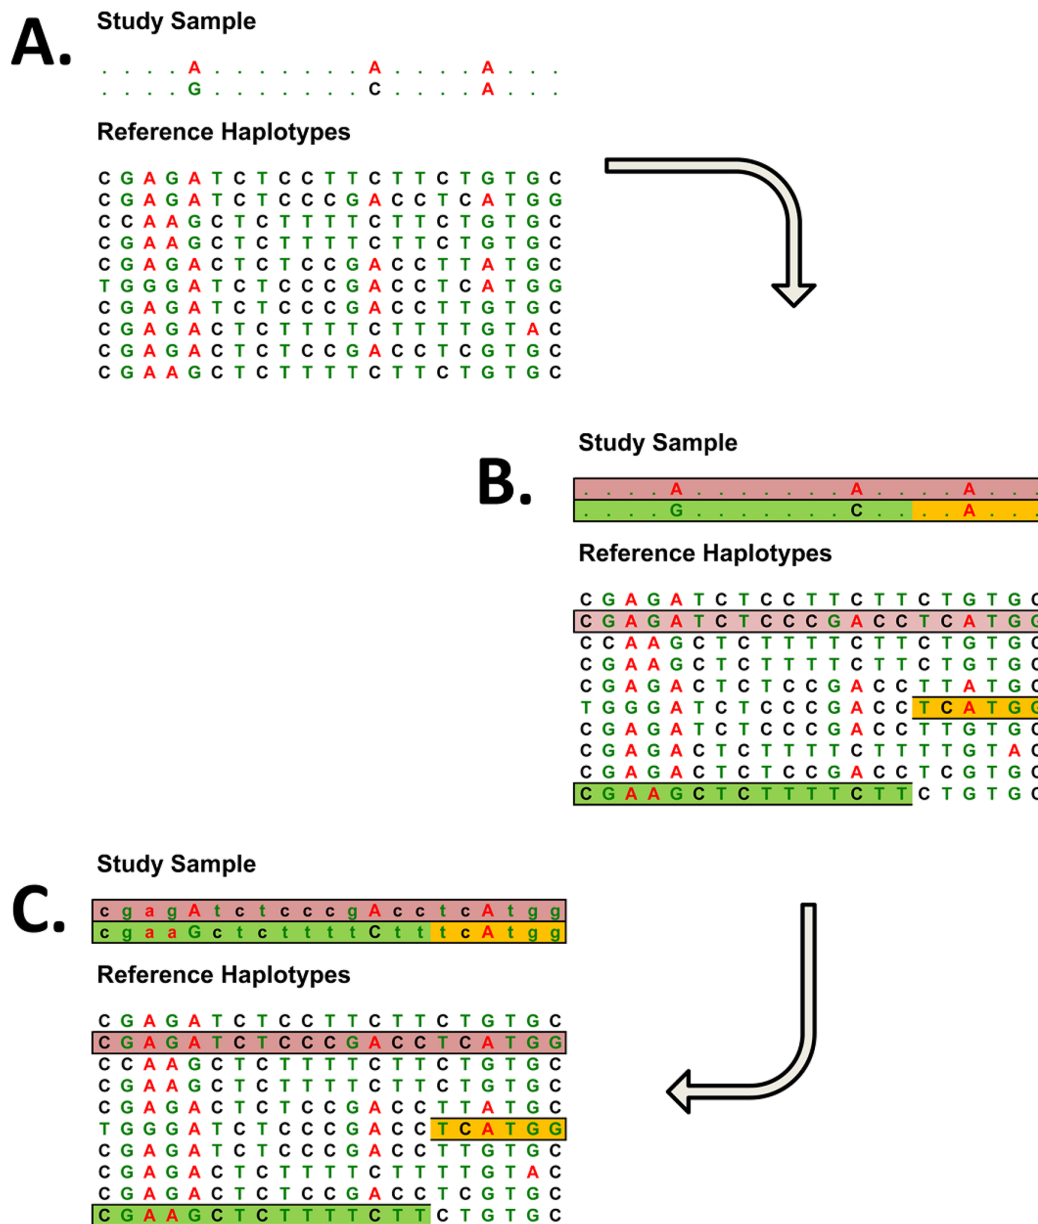 A.
Study Sample
. . . . A . . . . . . . A . . . . A . . .
. . . . G . . . . . . . C . . . . A . . .
Reference Haplotypes
C G A G A T C T C C T T C T T C T G T G C
C G A G A T C T C C C G A C C T C A T G G
C C A A G C T C T T T T C T T C T G T G C
C G A A G C T C T T T T C T T C T G T G C
C G A G A C T C T C C G A C C T T A T G C
T G G G A T C T C C C G A C C T C A T G G
C G A G A T C T C C C G A C C T T G T G C
C G A G A C T C T T T T C T T T T G T A C
C G A G A C T C T C C G A C C T C G T G C
C G A A G C T C T T T T C T T C T G T G C
B.
Study Sample
. . . . A . . . . . . . A . . . . A . . .
. . . . G . . . . . . . C . . . . A . . .
Reference Haplotypes
C G A G A T C T C C T T C T T C T G T G C
C G A G A T C T C C C G A C C T C A T G G
C C A A G C T C T T T T C T T C T G T G C
C G A A G C T C T T T T C T T C T G T G C
C G A G A C T C T C C G A C C T T A T G C
T G G G A T C T C C C G A C C T C A T G G
C G A G A T C T C C C G A C C T T G T G C
C G A G A C T C T T T T C T T T T G T A C
C G A G A C T C T C C G A C C T C G T G C
C G A A G C T C T T T T C T T C T G T G C
C.
Study Sample
c g a g A t c t c c c g A c c t c A t g g
c g a a G c t c t t t t C t t t c A t g g
Reference Haplotypes
C G A G A T C T C C T T C T T C T G T G C
C G A G A T C T C C C G A C C T C A T G G
C C A A G C T C T T T T C T T C T G T G C
C G A A G C T C T T T T C T T C T G T G C
C G A G A C T C T C C G A C C T T A T G C
T G G G A T C T C C C G A C C T C A T G G
C G A G A T C T C C C G A C C T T G T G C
C G A G A C T C T T T T C T T T T G T A C
C G A G A C T C T C C G A C C T C G T G C
C G A A G C T C T T T T C T T C T G T G C